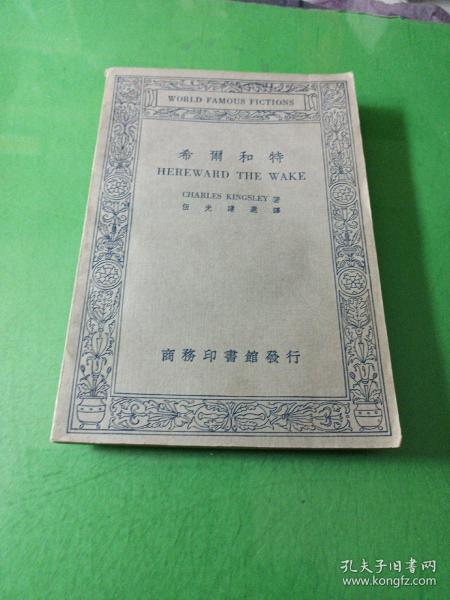 WORLD FAMOUS FICTIONS
希爾和特
HEREWARD THE WAKE
CHARLES KINGSLEY 著
伍光建選譯
商務印書館發行
孔夫子旧书网
www.kongfz.com